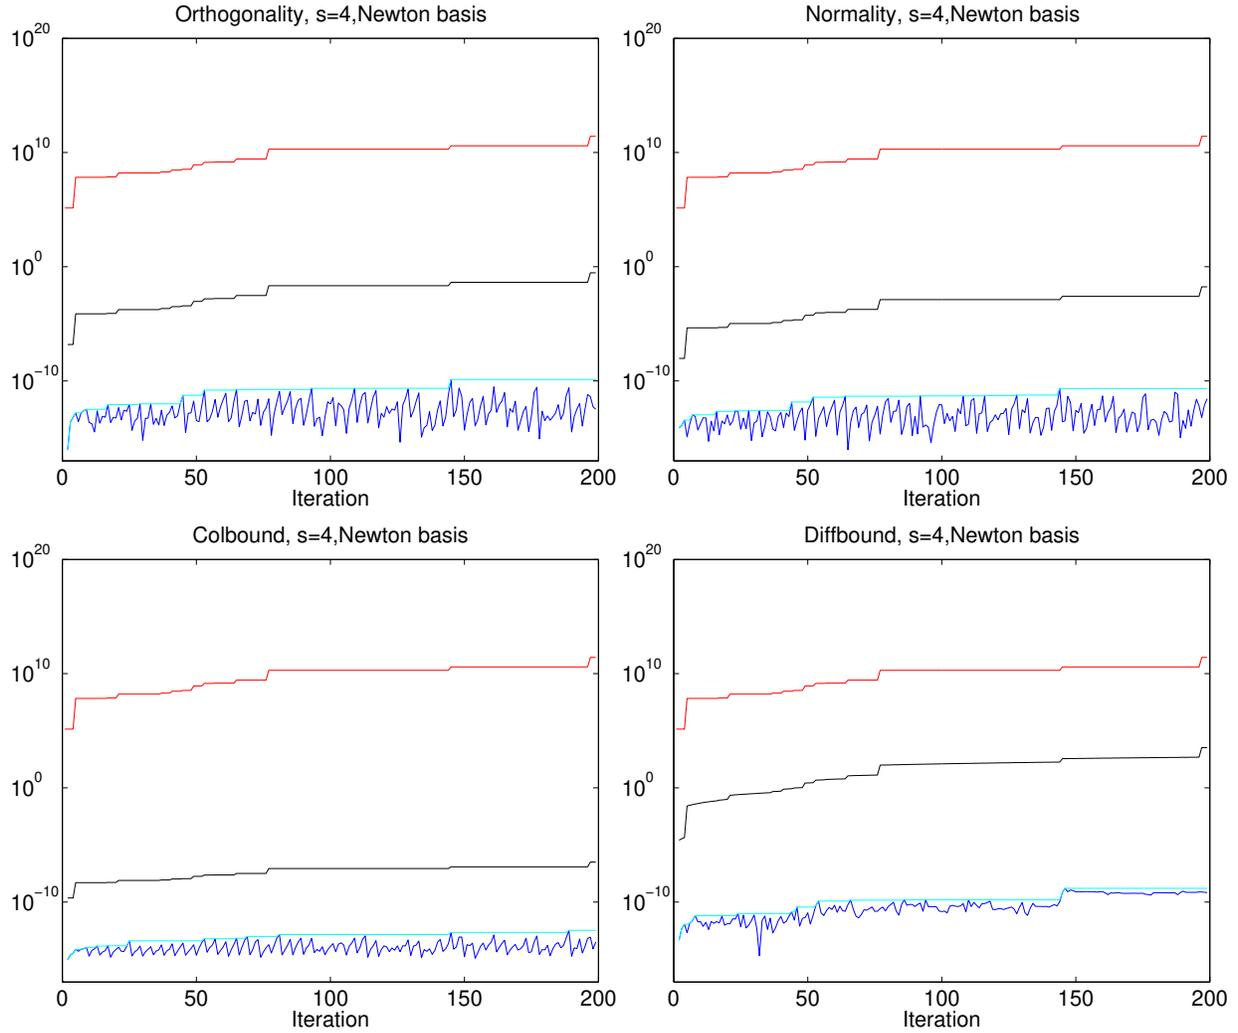 Orthogonality, s=4,Newton basis
10^20
10^10
10^0
10^−10
0 50 100 150 200
Iteration
Normality, s=4,Newton basis
10^20
10^10
10^0
10^−10
0 50 100 150 200
Iteration
Colbound, s=4,Newton basis
10^20
10^10
10^0
10^−10
0 50 100 150 200
Iteration
Diffbound, s=4,Newton basis
10^20
10^10
10^0
10^−10
0 50 100 150 200
Iteration